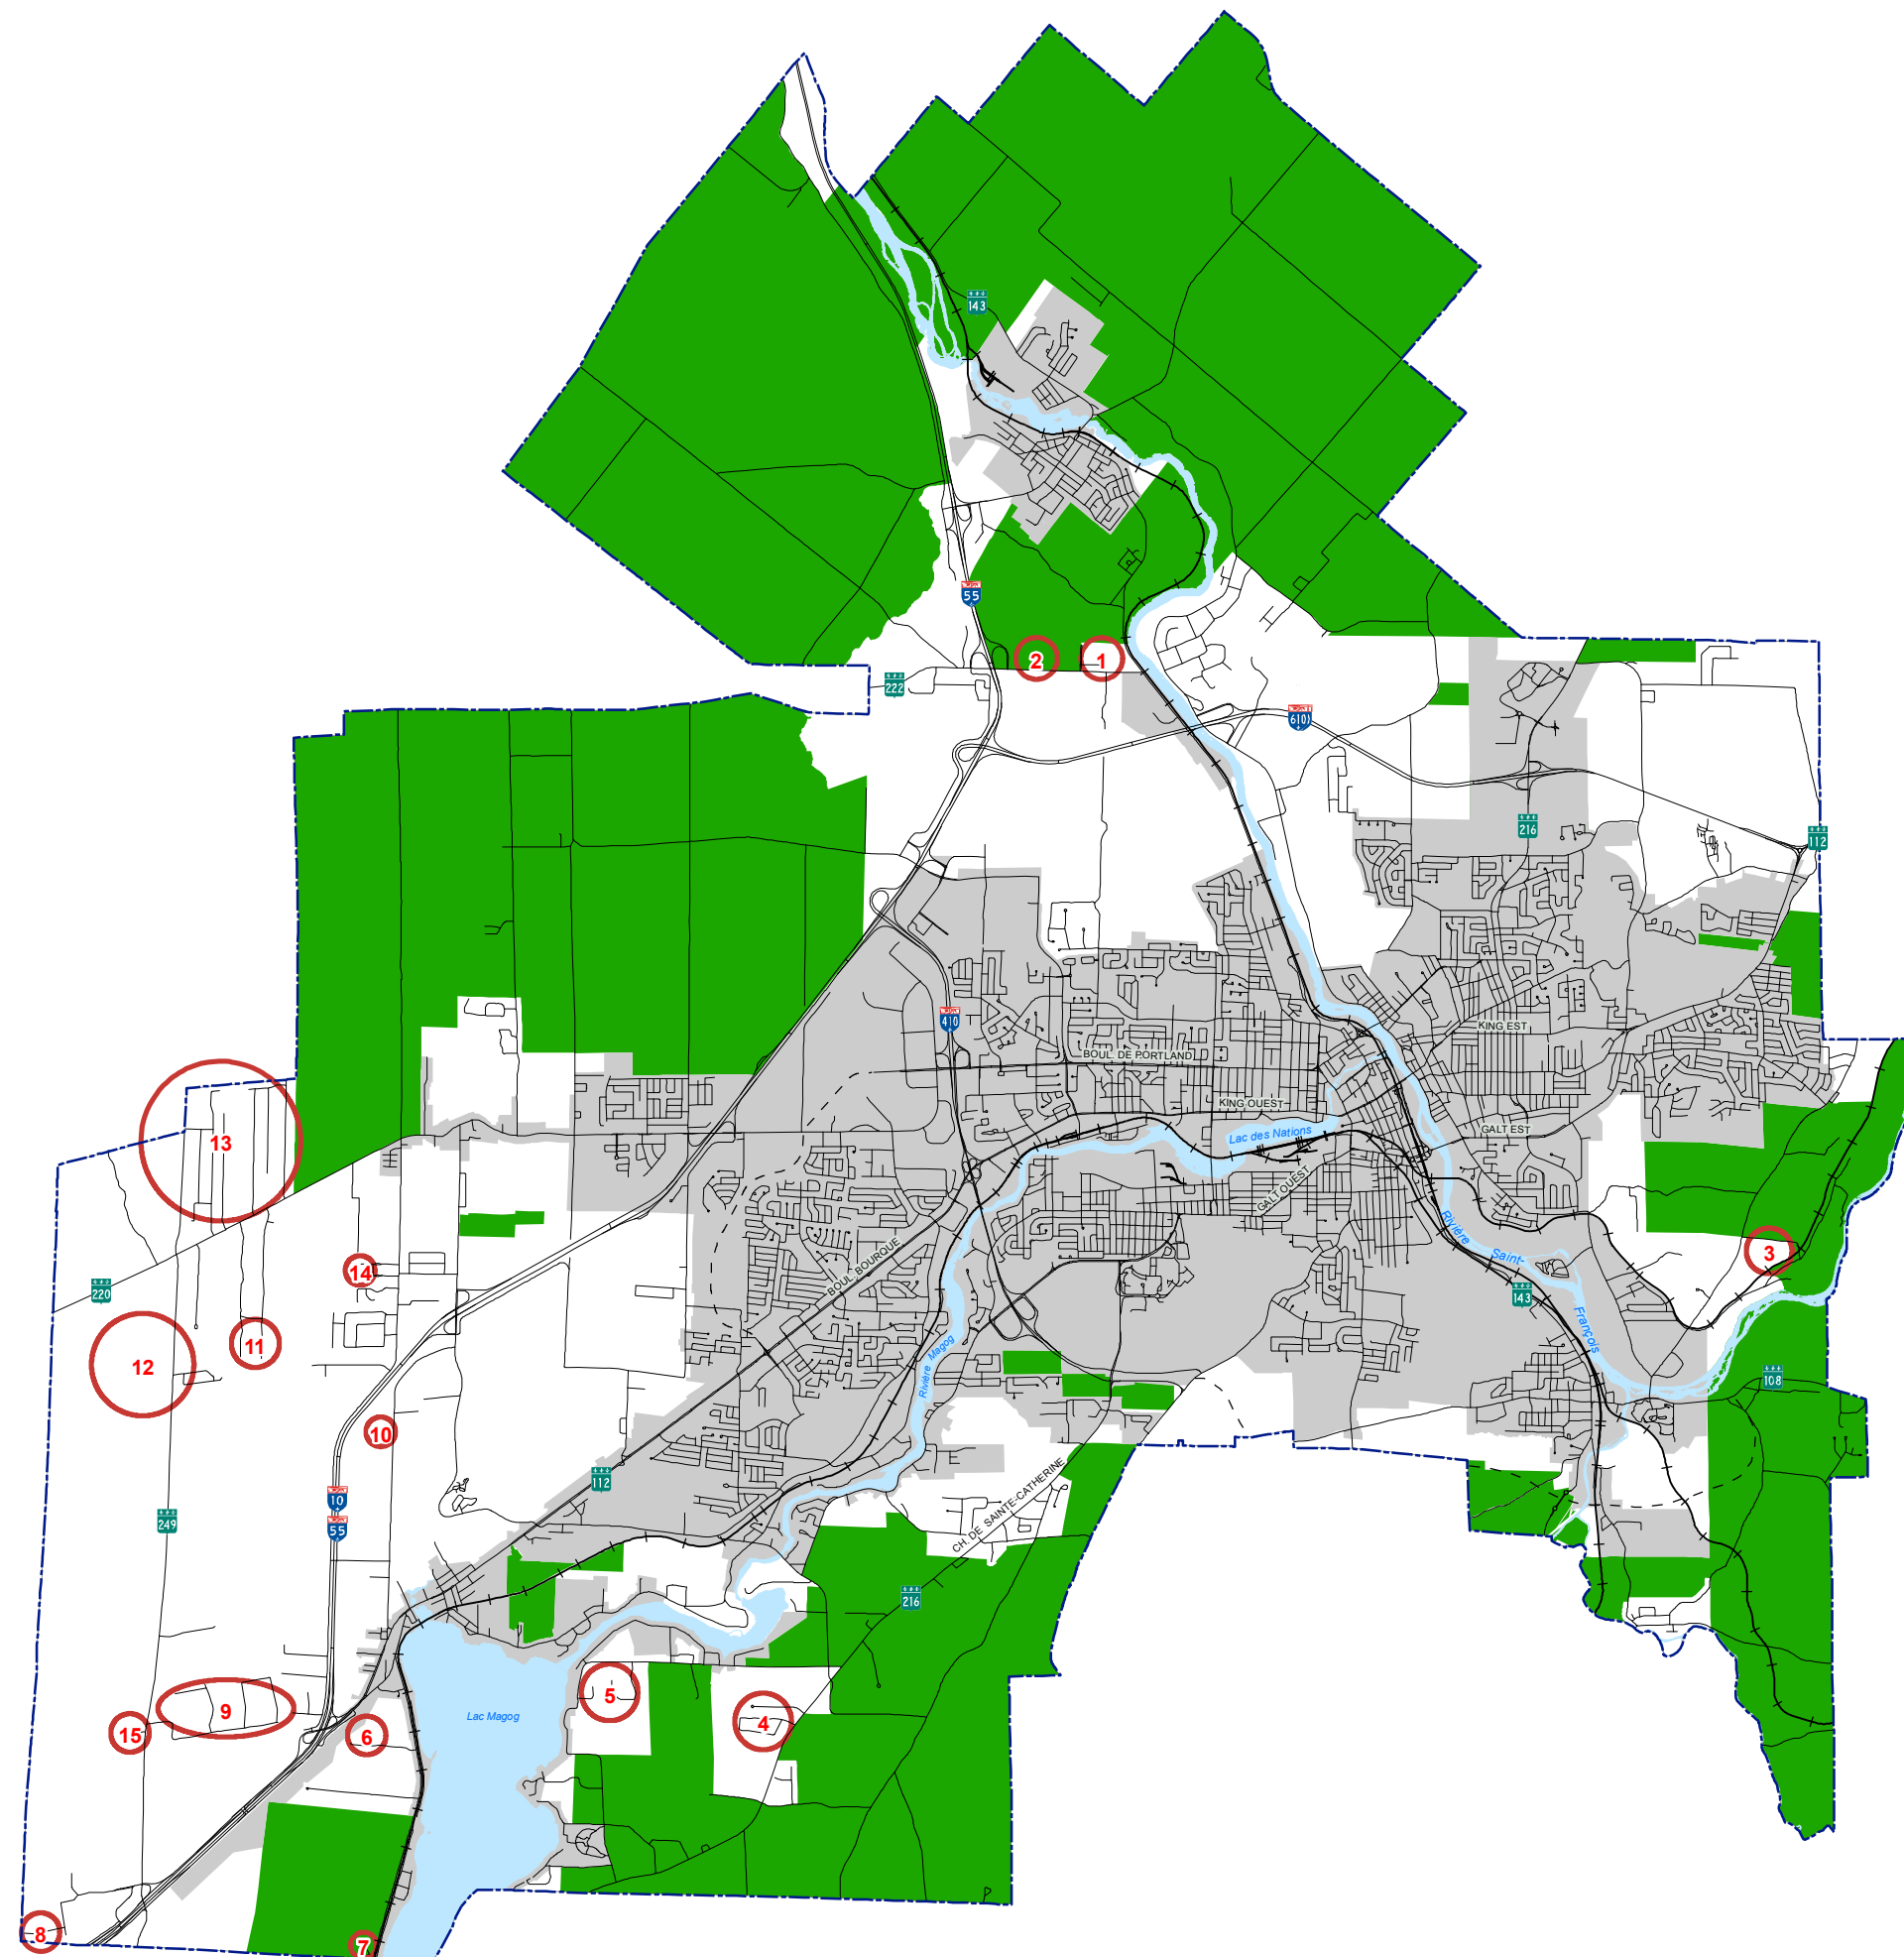 143
55
2
1
222
610
216
112
410
KING EST
BOUL. DE PORTLAND
KING OUEST
Lac des Nations
GALT EST
GALT OUEST
13
Rivière
Saint-
François
3
14
BOUL. BOURQUE
220
143
11
12
Rivière Magog
108
10
112
10
55
249
CH. DE SAINTE-CATHERINE
216
5
9
Lac Magog
4
15
6
8
7